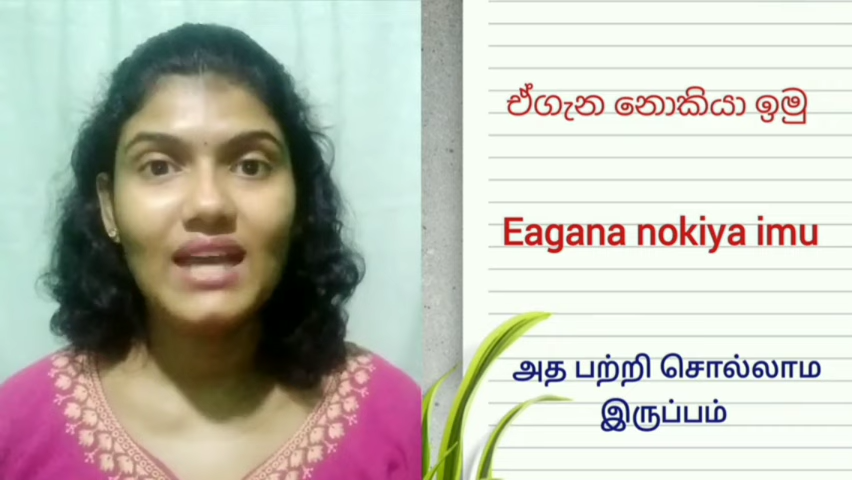 ඒගැන නොකියා ඉමු
Eagana nokiya imu
அத பற்றி சொல்லாம
இருப்பம்